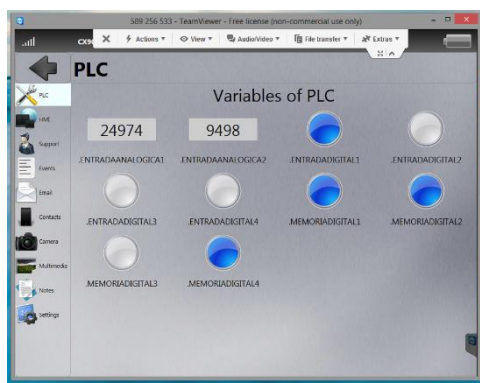 589 256 533 - TeamViewer - Free license (non-commercial use only)
Actions View Audio/Video File transfer Extras
PLC
PLC
HMI
Support
Events
Email
Contacts
Camera
Multimedia
Notes
Settings
Variables of PLC
24974
9498
.ENTRADAANALOGICA1 .ENTRADAANALOGICA2 .ENTRADADIGITAL1 .ENTRADADIGITAL2
.ENTRADADIGITAL3 .ENTRADADIGITAL4 .MEMORIADIGITAL1 .MEMORIADIGITAL2
.MEMORIADIGITAL3 .MEMORIADIGITAL4